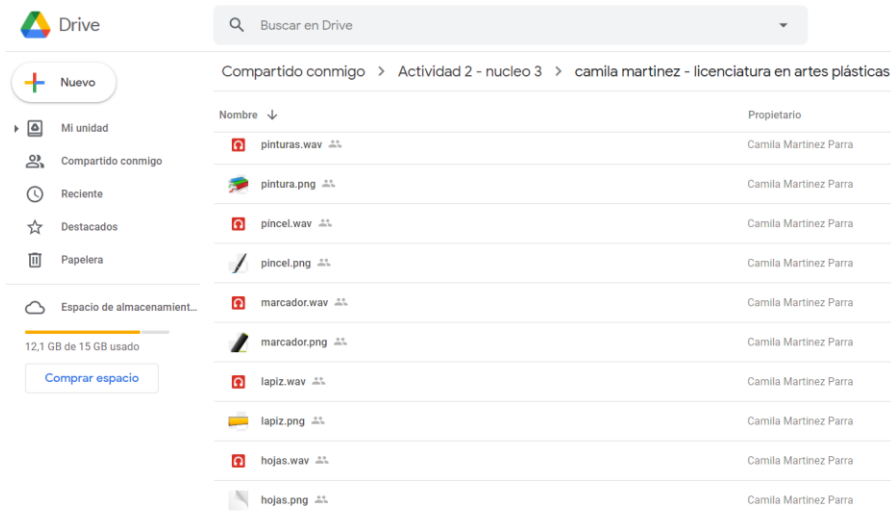 Drive
Buscar en Drive
Nuevo
Compartido conmigo > Actividad 2 - nucleo 3 > camila martinez - licenciatura en artes plásticas
Mi unidad
Compartido conmigo
Reciente
Destacados
Papelera
Espacio de almacenamient...
12,1 GB de 15 GB usado
Comprar espacio
Nombre Propietario
pinturas.wav Camila Martinez Parra
pintura.png Camila Martinez Parra
pincel.wav Camila Martinez Parra
pincel.png Camila Martinez Parra
marcador.wav Camila Martinez Parra
marcador.png Camila Martinez Parra
lapiz.wav Camila Martinez Parra
lapiz.png Camila Martinez Parra
hojas.wav Camila Martinez Parra
hojas.png Camila Martinez Parra